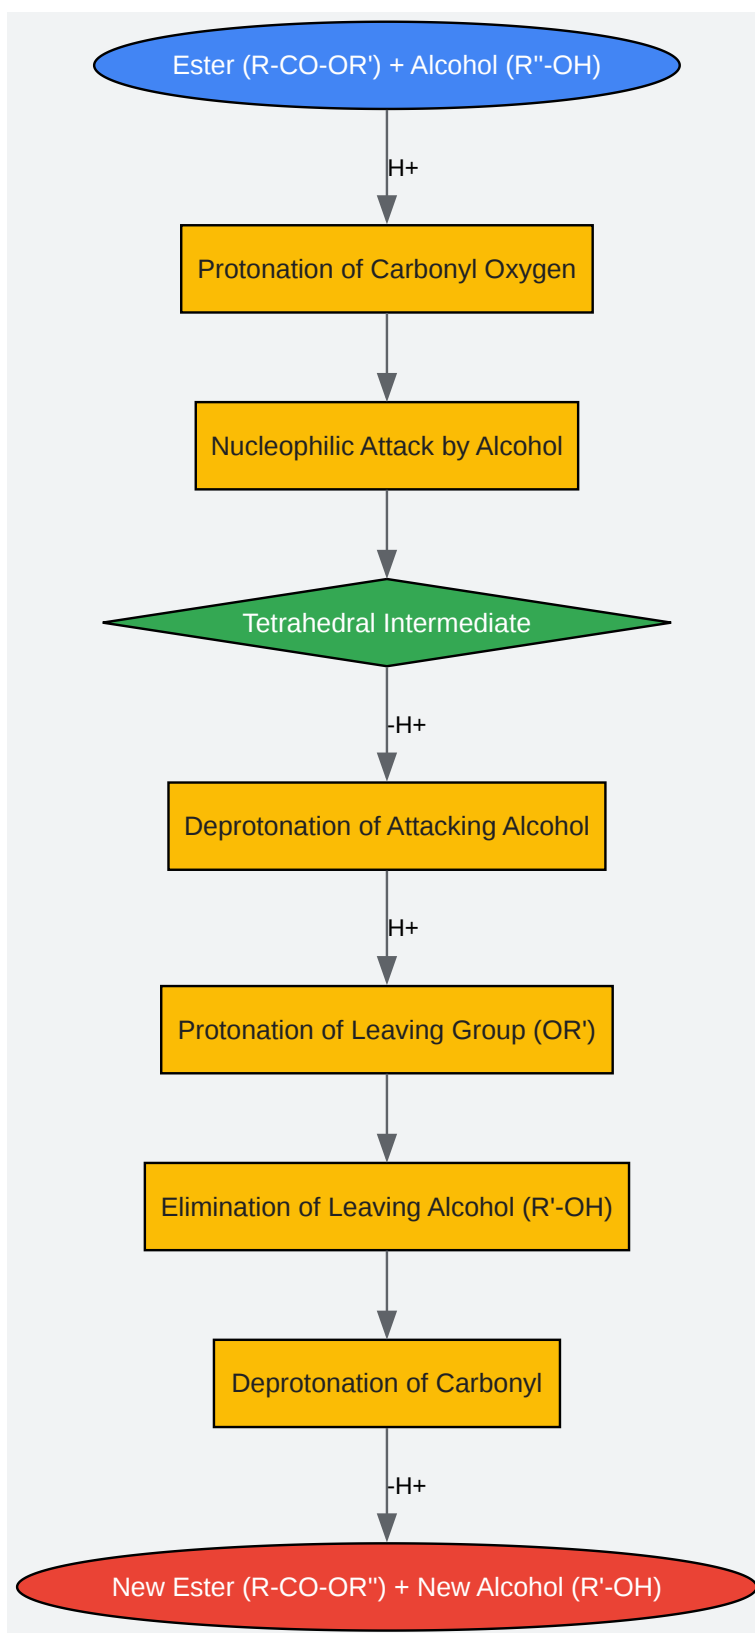 Ester (R-CO-OR') + Alcohol (R''-OH)
H+
Protonation of Carbonyl Oxygen
Nucleophilic Attack by Alcohol
Tetrahedral Intermediate
-H+
Deprotonation of Attacking Alcohol
H+
Protonation of Leaving Group (OR')
Elimination of Leaving Alcohol (R'-OH)
Deprotonation of Carbonyl
-H+
New Ester (R-CO-OR'') + New Alcohol (R'-OH)